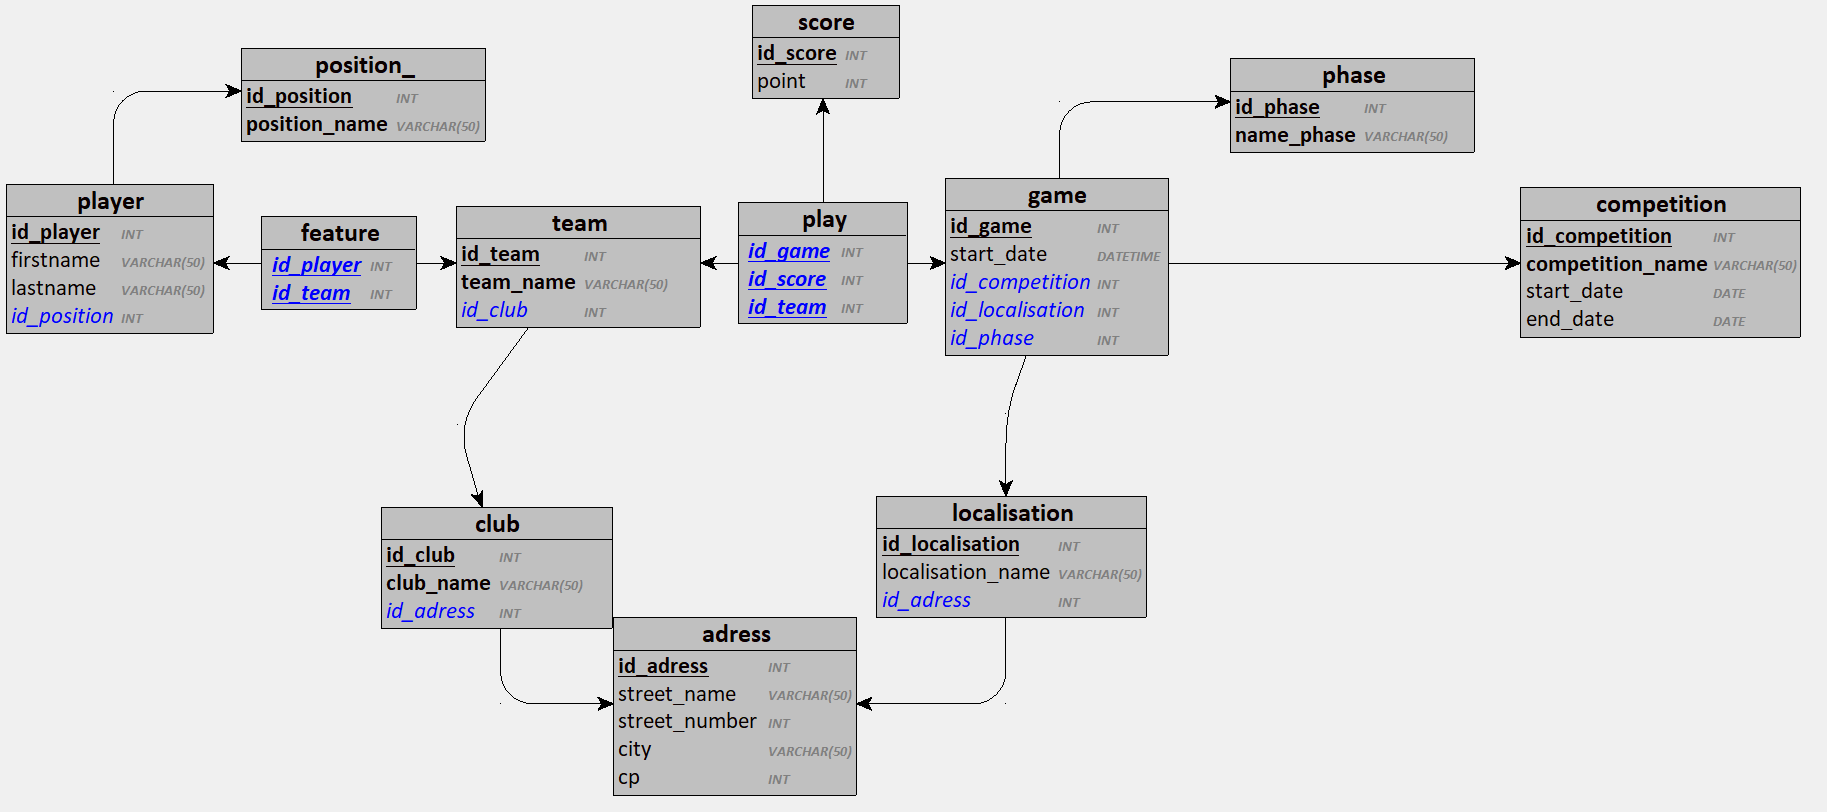 score
id_score INT
point INT
position_
id_position INT
position_name VARCHAR(50)
phase
id_phase INT
name_phase VARCHAR(50)
player
id_player INT
firstname VARCHAR(50)
lastname VARCHAR(50)
id_position INT
feature
id_player INT
id_team INT
team
id_team INT
team_name VARCHAR(50)
id_club INT
play
id_game INT
id_score INT
id_team INT
game
id_game INT
start_date DATETIME
id_competition INT
id_localisation INT
id_phase INT
competition
id_competition INT
competition_name VARCHAR(50)
start_date DATE
end_date DATE
club
id_club INT
club_name VARCHAR(50)
id_adress INT
localisation
id_localisation INT
localisation_name VARCHAR(50)
id_adress INT
adress
id_adress INT
street_name VARCHAR(50)
street_number INT
city VARCHAR(50)
cp INT